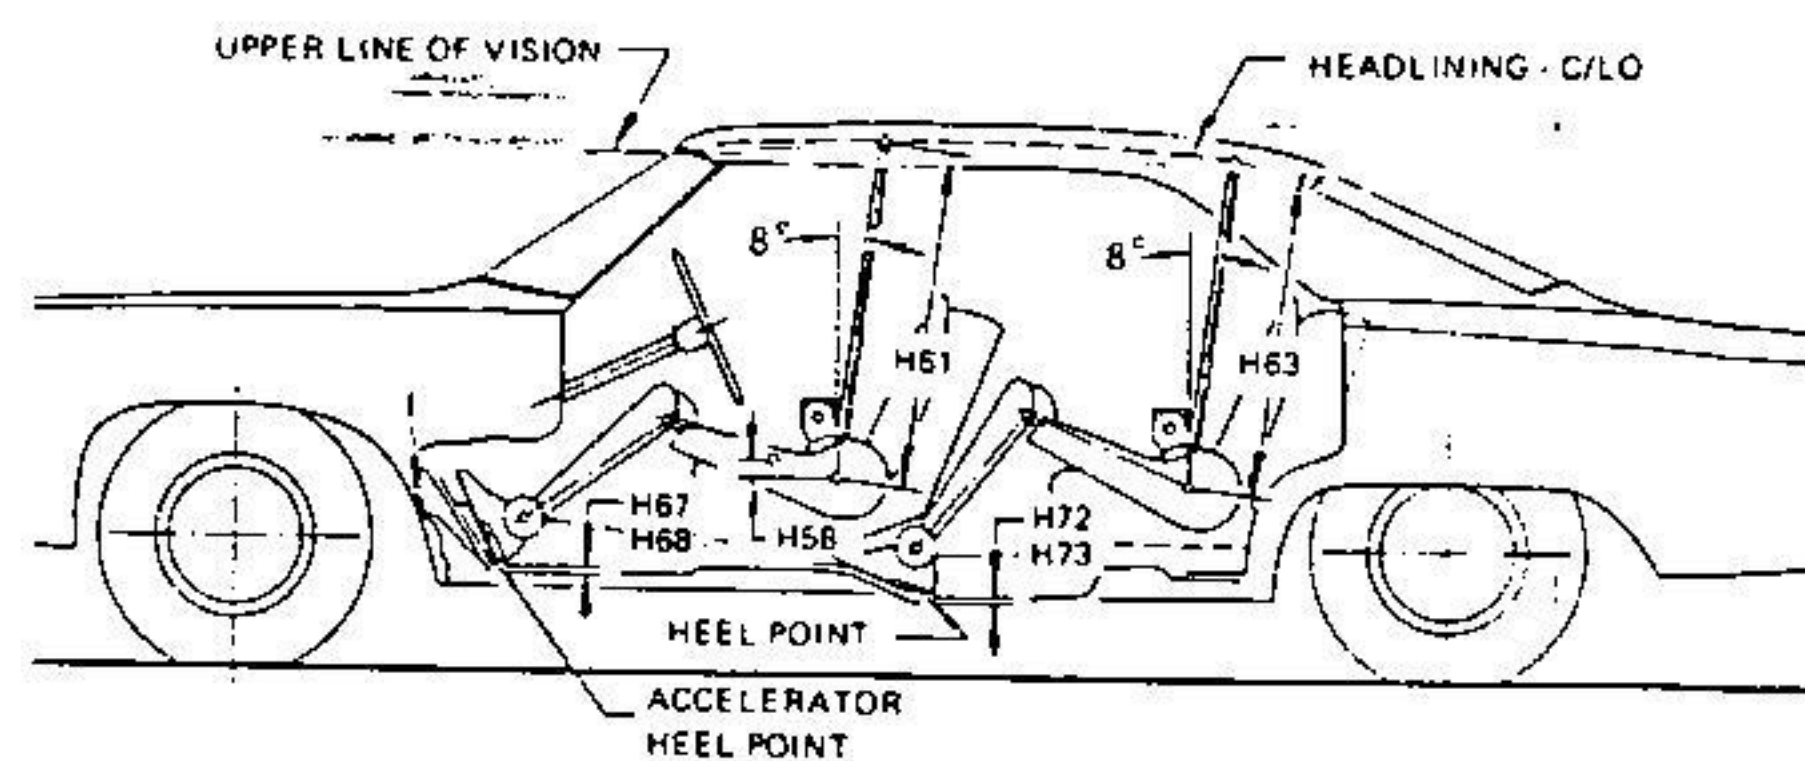 UPPER LINE OF VISION
HEADLINING - C/LO
8°
8°
H61
H63
H67
H68
H58
H72
H73
HEEL POINT
ACCELERATOR
HEEL POINT